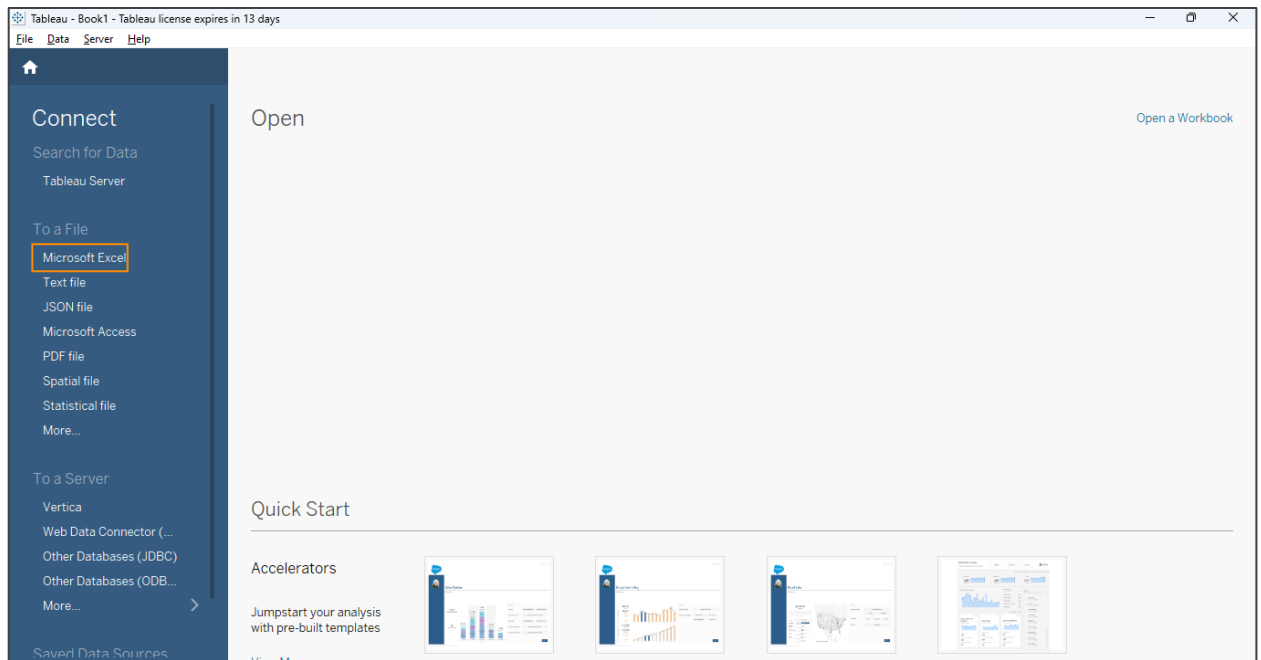 Tableau - Book1 - Tableau license expires in 13 days
File Data Server Help
Connect
Search for Data
Tableau Server
To a File
Microsoft Excel
Text file
JSON file
Microsoft Access
PDF file
Spatial file
Statistical file
More...
To a Server
Vertica
Web Data Connector (...
Other Databases (JDBC)
Other Databases (ODB...
More...
Saved Data Sources
Open
Open a Workbook
Quick Start
Accelerators
Jumpstart your analysis
with pre-built templates